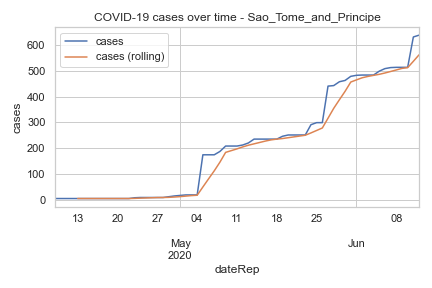 COVID-19 cases over time - Sao_Tome_and_Principe
cases
cases (rolling)
cases
600
500
400
300
200
100
0
13 20 27 04 11 18 25 08
May Jun
2020
dateRep